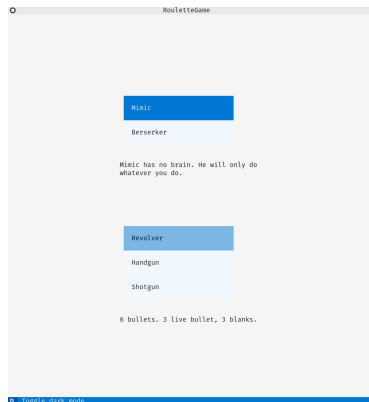 RouletteGame
Mimic
Berserker
Mimic has no brain. He will only do
whatever you do.
Revolver
Handgun
Shotgun
6 bullets. 3 live bullet, 3 blanks.
D Toggle dark mode